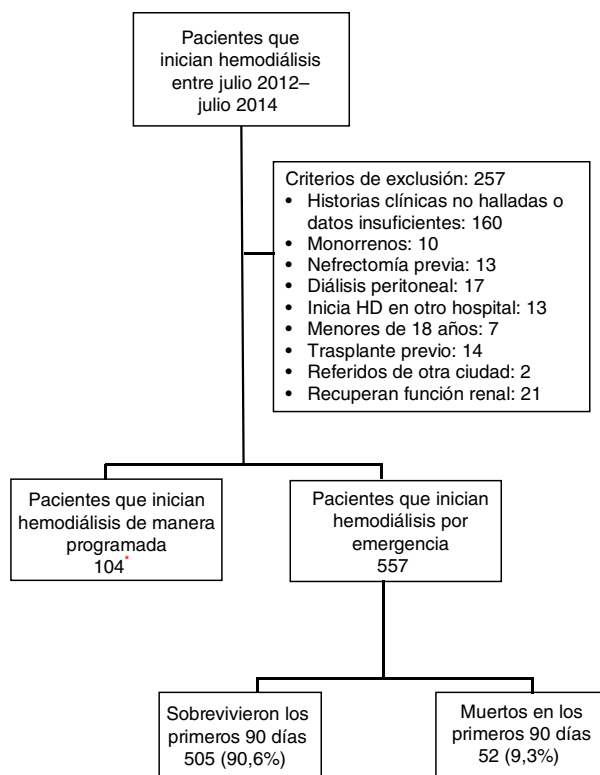 Pacientes que
inician hemodiálisis
entre julio 2012–
julio 2014
Criterios de exclusión: 257
• Historias clínicas no halladas o
datos insuficientes: 160
• Monorrenos: 10
• Nefrectomía previa: 13
• Diálisis peritoneal: 17
• Inicia HD en otro hospital: 13
• Menores de 18 años: 7
• Trasplante previo: 14
• Referidos de otra ciudad: 2
• Recuperan función renal: 21
Pacientes que inician
hemodiálisis de manera
programada
104*
Pacientes que inician
hemodiálisis por
emergencia
557
Sobrevivieron los
primeros 90 días
505 (90,6%)
Muertos en los
primeros 90 días
52 (9,3%)